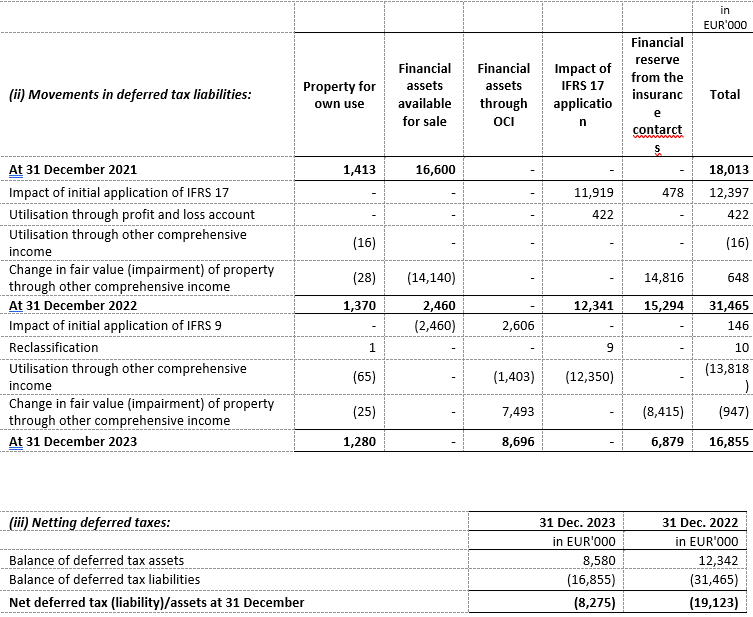 in
EUR'000
(ii) Movements in deferred tax liabilities: Property for own use Financial assets available for sale Financial assets through OCI Impact of IFRS 17 applicatio n Financial reserve from the insuranc e contarct s Total
At 31 December 2021 1,413 16,600 - - - 18,013
Impact of initial application of IFRS 17 - - - 11,919 478 12,397
Utilisation through profit and loss account - - - 422 - 422
Utilisation through other comprehensive income (16) - - - - (16)
Change in fair value (impairment) of property through other comprehensive income (28) (14,140) - - 14,816 648
At 31 December 2022 1,370 2,460 - 12,341 15,294 31,465
Impact of initial application of IFRS 9 - (2,460) 2,606 - - 146
Reclassification 1 - - 9 - 10
Utilisation through other comprehensive income (65) - (1,403) (12,350) - (13,818 )
Change in fair value (impairment) of property through other comprehensive income (25) - 7,493 - (8,415) (947)
At 31 December 2023 1,280 - 8,696 - 6,879 16,855
(iii) Netting deferred taxes: 31 Dec. 2023 31 Dec. 2022
in EUR'000 in EUR'000
Balance of deferred tax assets 8,580 12,342
Balance of deferred tax liabilities (16,855) (31,465)
Net deferred tax (liability)/assets at 31 December (8,275) (19,123)